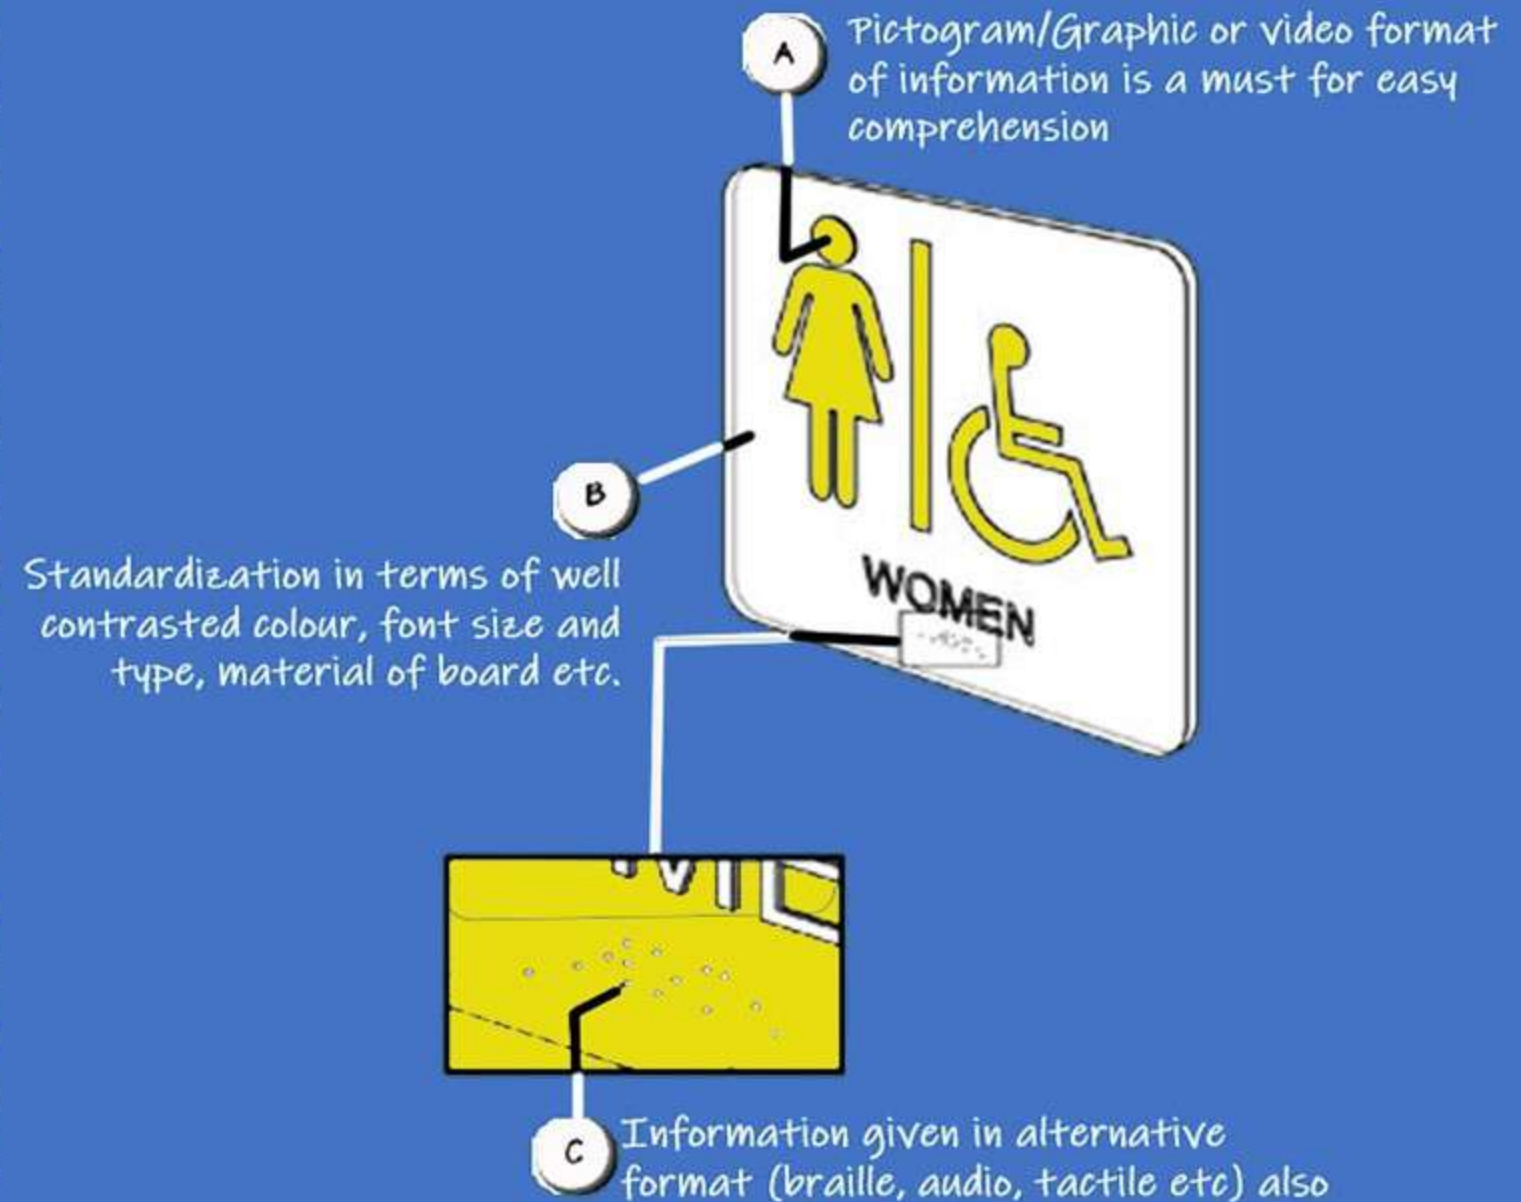 A
Pictogram/Graphic or video format
of information is a must for easy
comprehension
WOMEN
B
Standardization in terms of well
contrasted colour, font size and
type, material of board etc.
C
Information given in alternative
format (braille, audio, tactile etc) also